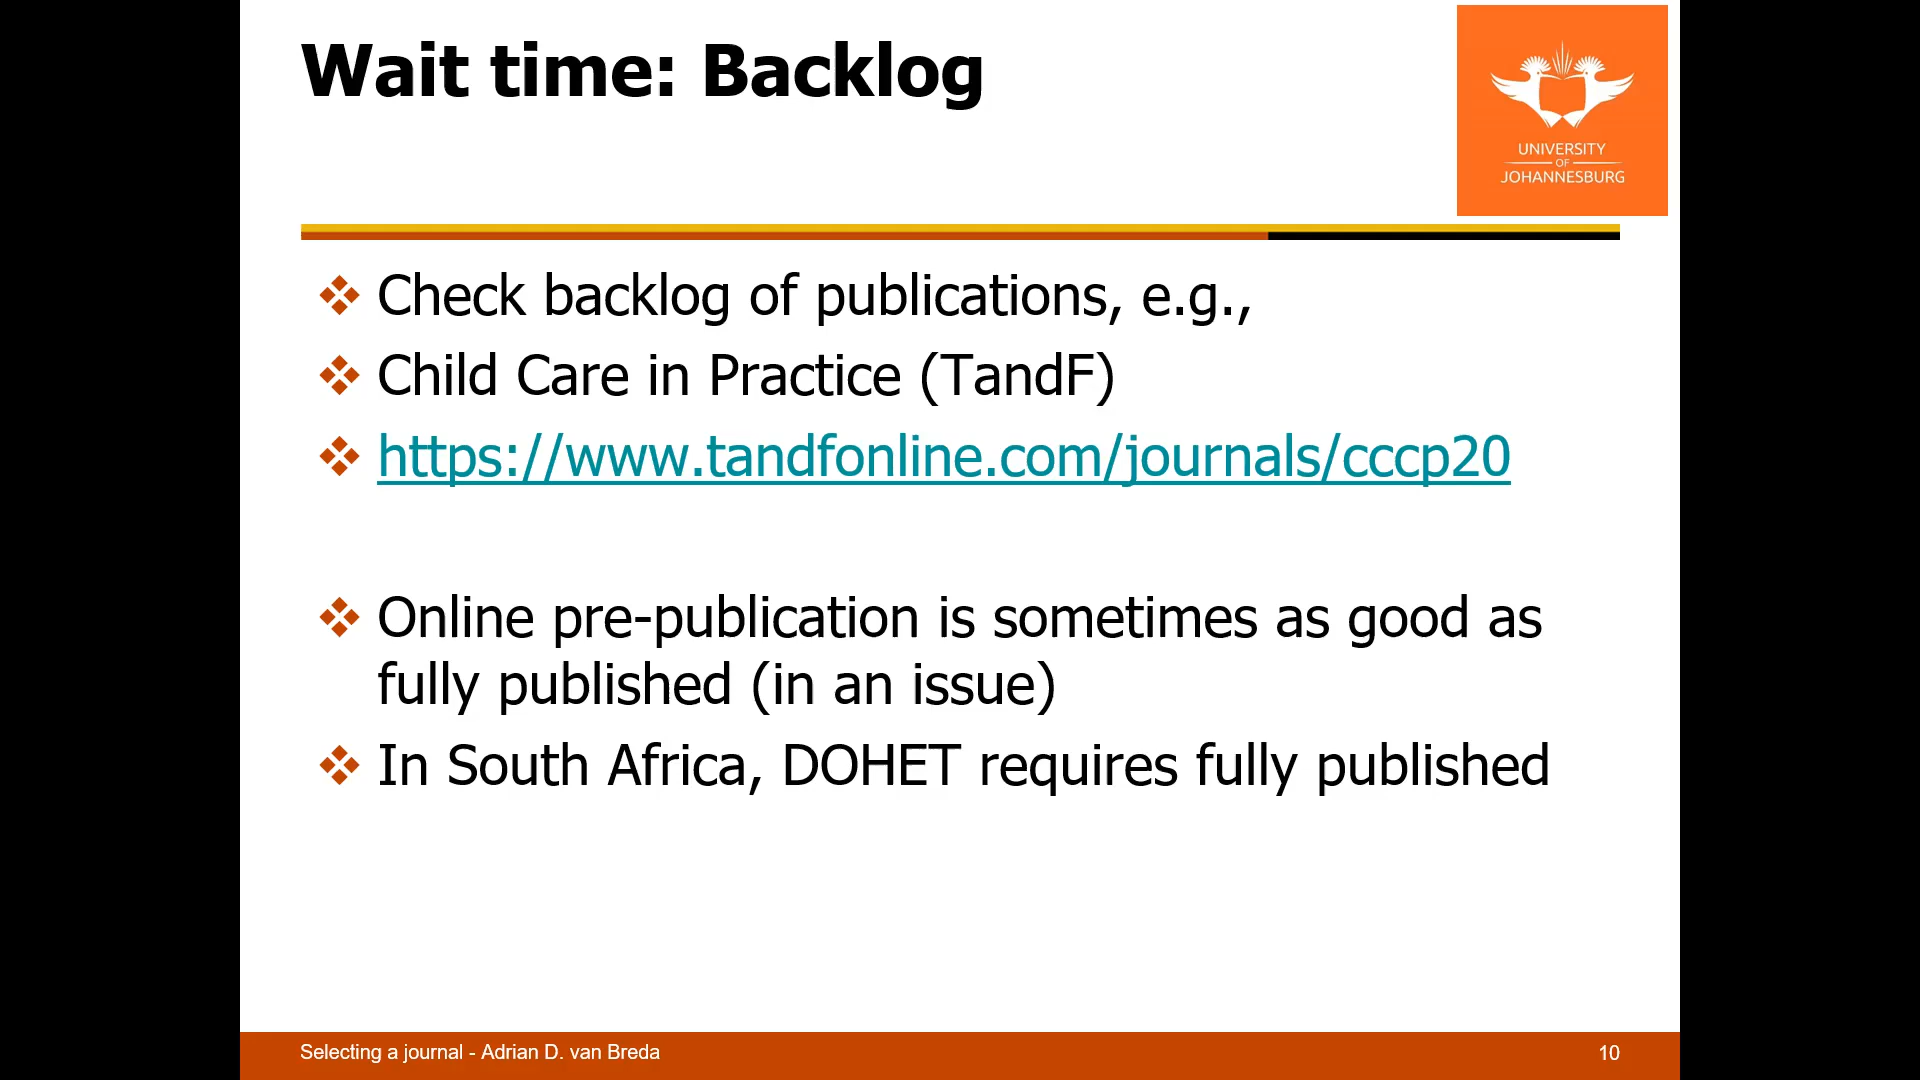 Wait time: Backlog
UNIVERSITY
OF
JOHANNESBURG
Check backlog of publications, e.g.,
Child Care in Practice (TandF)
https://www.tandfonline.com/journals/cccp20
Online pre-publication is sometimes as good as
fully published (in an issue)
In South Africa, DOHET requires fully published
Selecting a journal - Adrian D. van Breda
10